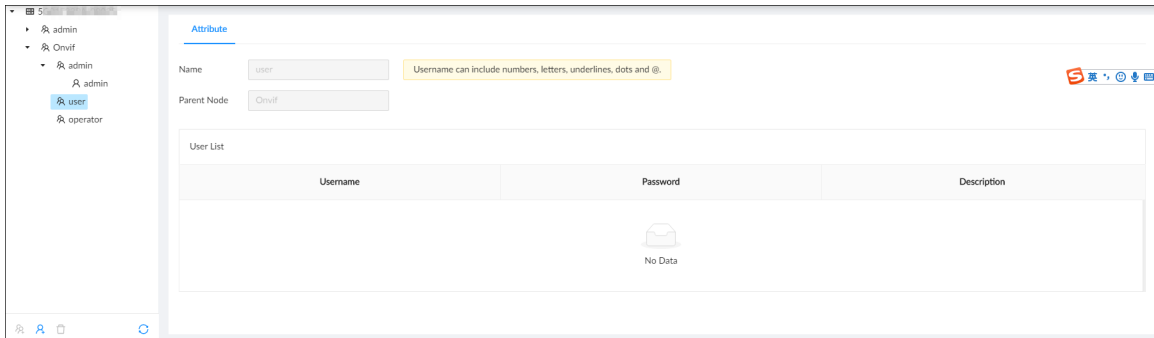 admin
Onvif
admin
admin
user
operator
Attribute
Name user Username can include numbers, letters, underlines, dots and @.
Parent Node Onvif
英
User List
Username Password Description
No Data